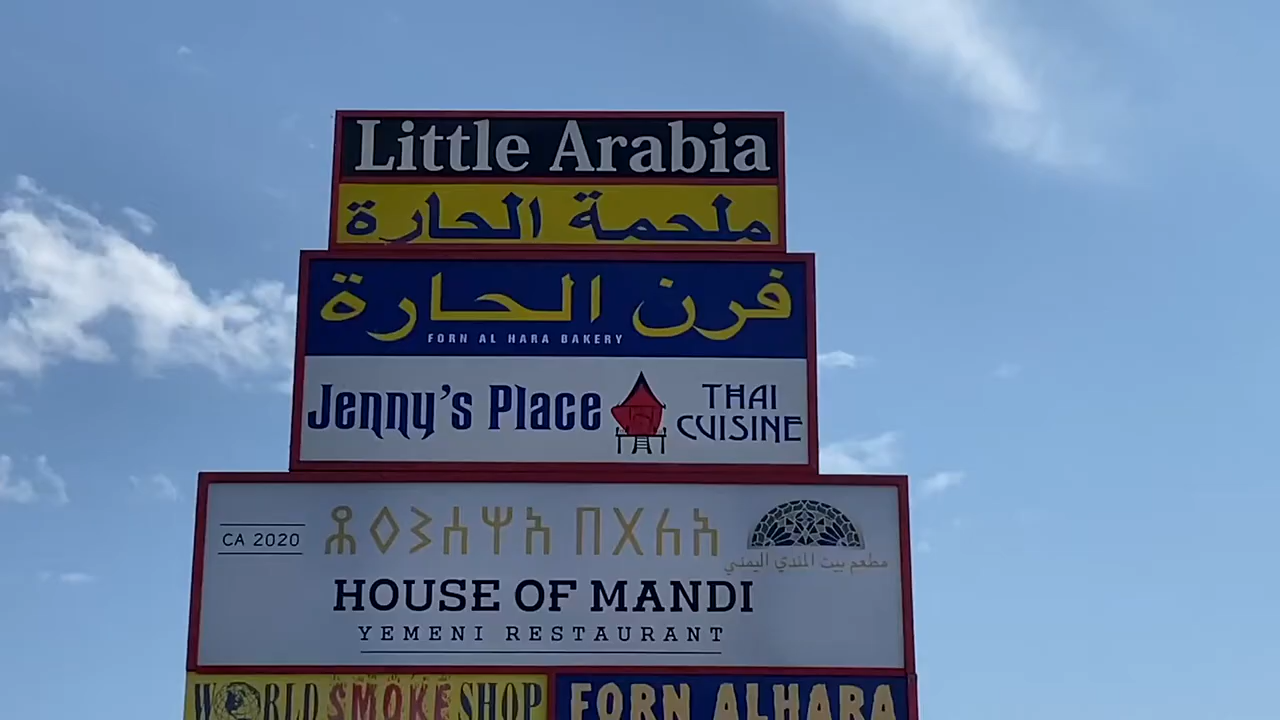 Little Arabia
ملحمة الحارة
فرن الحارة
FORN AL HARA BAKERY
Jenny's Place
THAI
CUISINE
CA 2020
مطعم بيت المندي اليمني
HOUSE OF MANDI
YEMENI RESTAURANT
WORLD SMOKE SHOP
FORN ALHARA